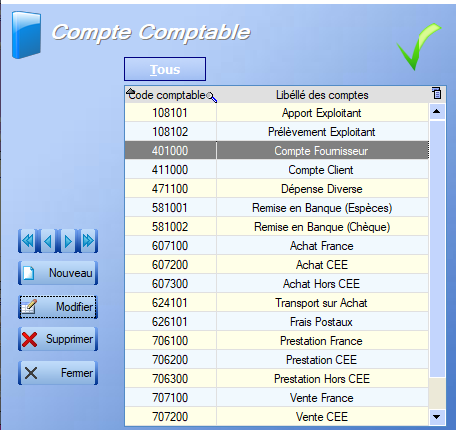 Compte Comptable
Tous
Code comptable Libéllé des comptes
108101 Apport Exploitant
108102 Prélèvement Exploitant
401000 Compte Fournisseur
411000 Compte Client
471100 Dépense Diverse
581001 Remise en Banque (Espèces)
581002 Remise en Banque (Chèque)
607100 Achat France
607200 Achat CEE
607300 Achat Hors CEE
624101 Transport sur Achat
626101 Frais Postaux
706100 Prestation France
706200 Prestation CEE
706300 Prestation Hors CEE
707100 Vente France
707200 Vente CEE
Nouveau
Modifier
Supprimer
Fermer